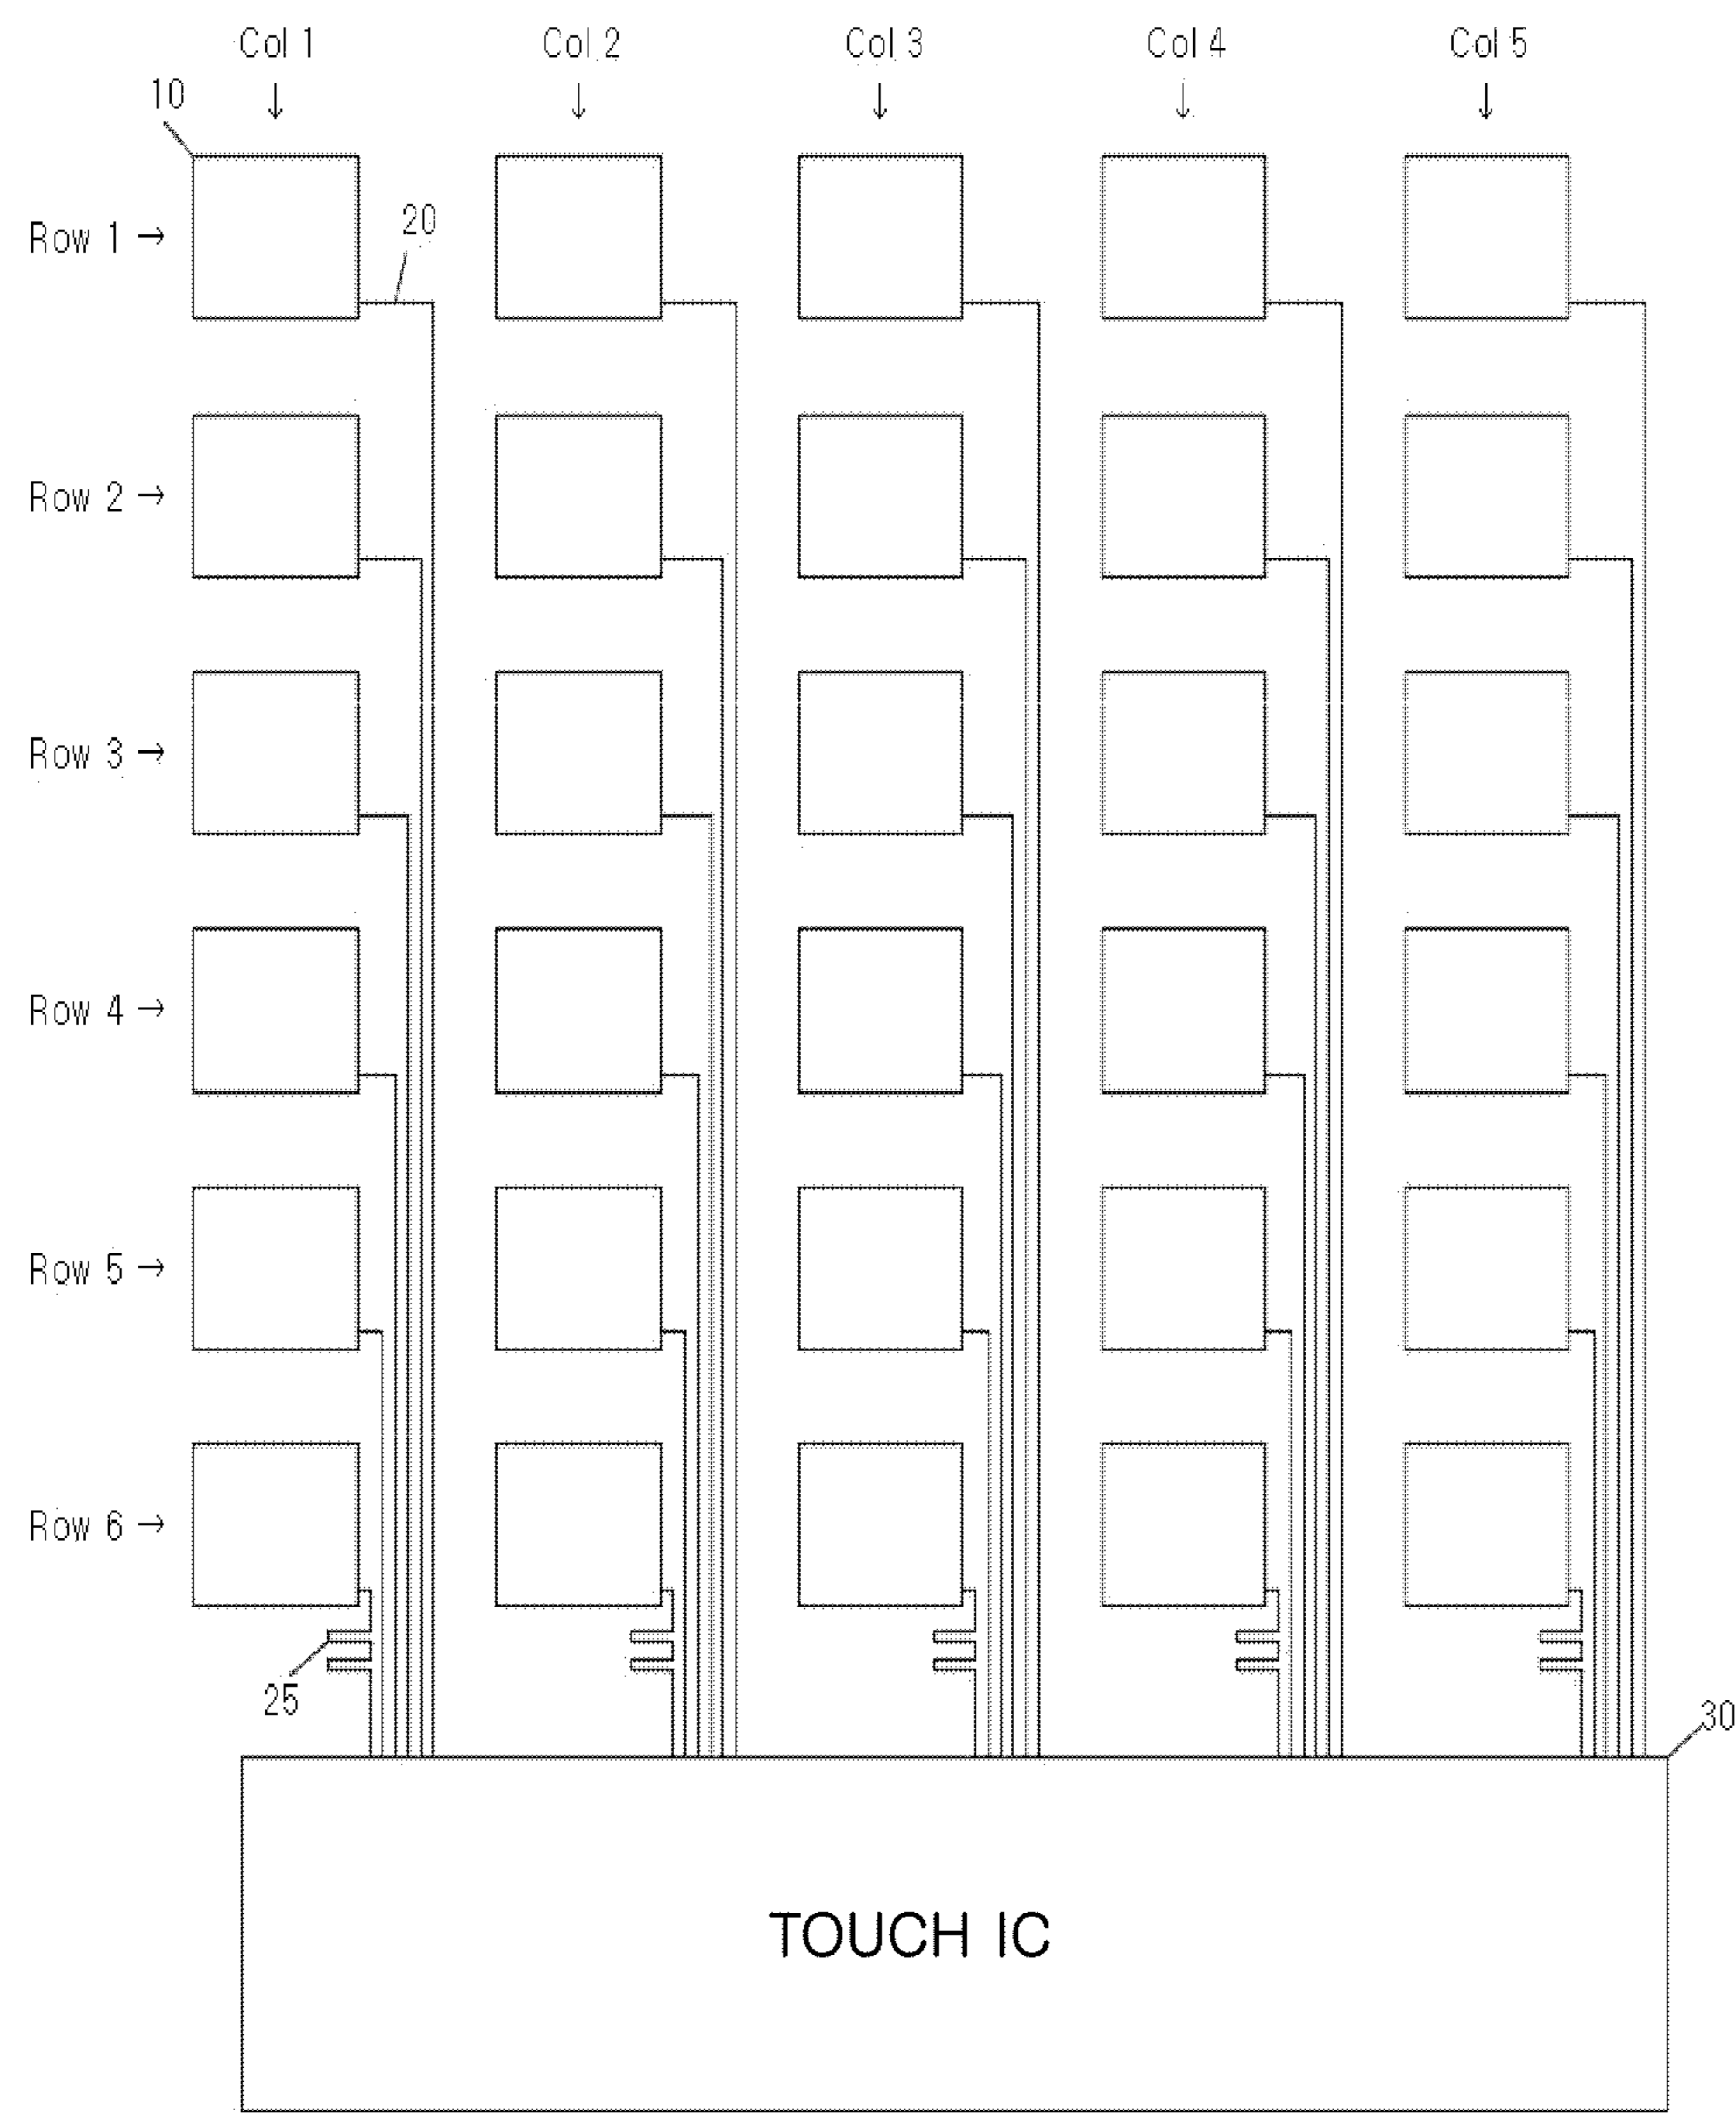 Col 1 Col 2 Col 3 Col 4 Col 5
10
20
Row 1 →
Row 2 →
Row 3 →
Row 4 →
Row 5 →
Row 6 →
25
30
TOUCH IC